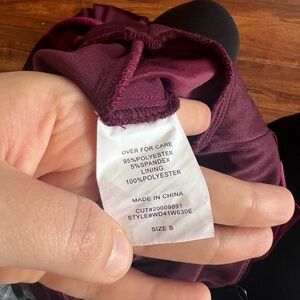 OVER FOR CARE
95%POLYESTER
5%SPANDEX
LINING
100%POLYESTER
MADE IN CHINA
CUT#20009891
STYLE#WD41W630E
SIZE S